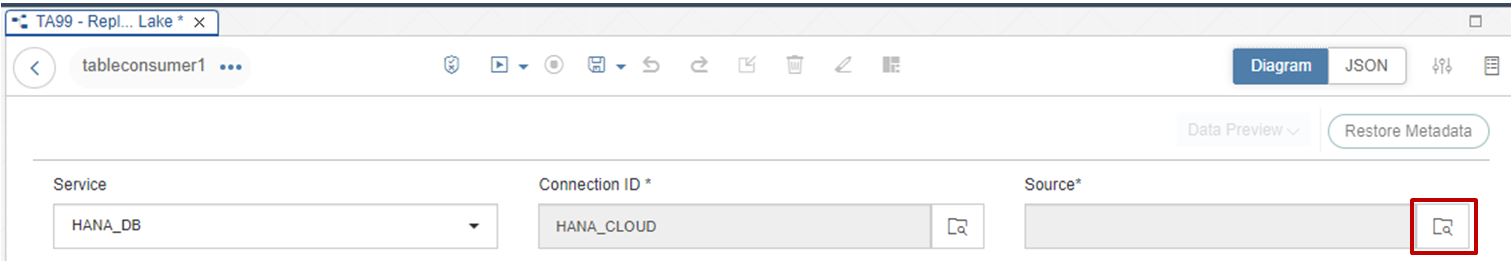 TA99 - Repl... Lake *
tableconsumer1
Diagram JSON
Data Preview Restore Metadata
Service Connection ID * Source*
HANA_DB HANA_CLOUD